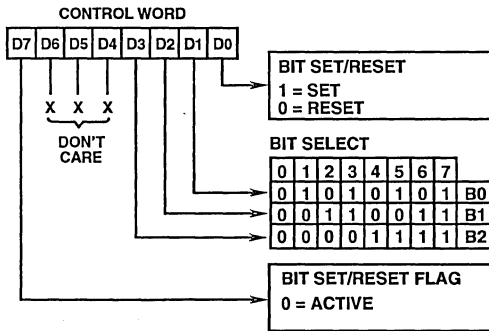 CONTROL WORD
D7 D6 D5 D4 D3 D2 D1 D0
X X X
DON'T
CARE
BIT SET/RESET
1 = SET
0 = RESET
BIT SELECT
0 1 2 3 4 5 6 7
0 1 0 1 0 1 0 1 B0
0 0 1 1 0 0 1 1 B1
0 0 0 0 1 1 1 1 B2
BIT SET/RESET FLAG
0 = ACTIVE